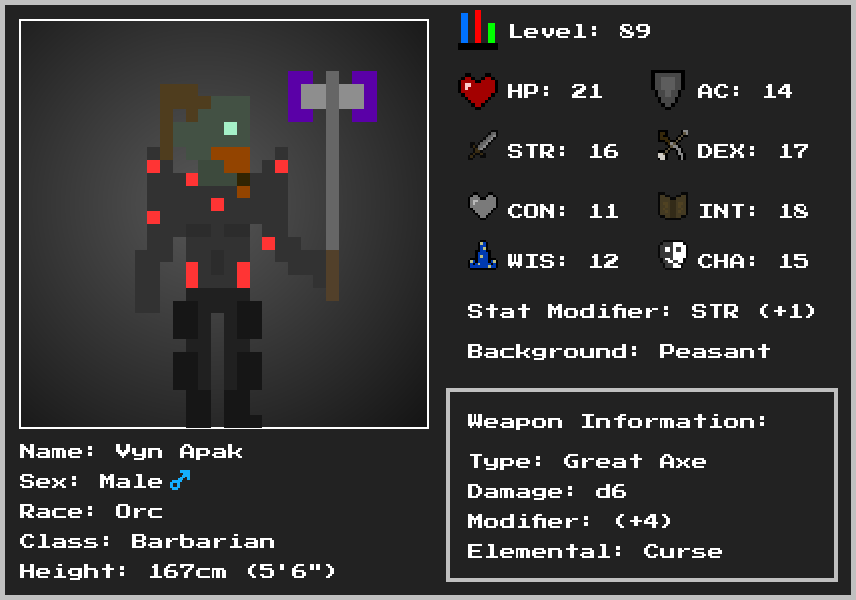 Level: 89
HP: 21
AC: 14
STR: 16
DEX: 17
CON: 11
INT: 18
WIS: 12
CHA: 15
Stat Modifier: STR (+1)
Background: Peasant
Weapon Information:
Type: Great Axe
Damage: d6
Modifier: (+4)
Elemental: Curse
Name: Vyn Apak
Sex: Male ♂
Race: Orc
Class: Barbarian
Height: 167cm (5'6")